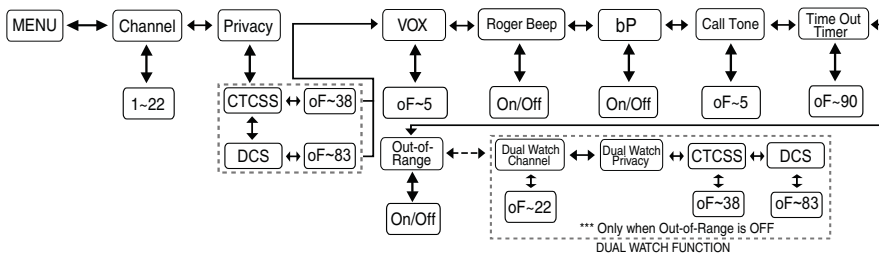 MENU
Channel
Privacy
VOX
Roger Beep
bP
Call Tone
Time Out
Timer
1~22
CTCSS
oF~38
DCS
oF~83
oF~5
On/Off
On/Off
oF~5
oF~90
Out-of-
Range
On/Off
Dual Watch
Channel
Dual Watch
Privacy
CTCSS
DCS
oF~22
oF~38
oF~83
*** Only when Out-of-Range is OFF
DUAL WATCH FUNCTION